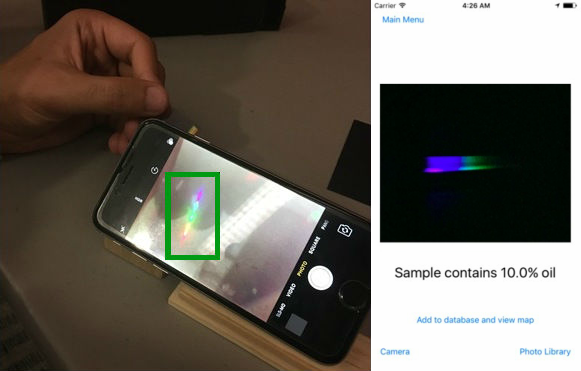 HDR
SLO-MO
VIDEO
PHOTO
SQUARE
Carrier
4:26 AM
Main Menu
Sample contains 10.0% oil
Add to database and view map
Camera
Photo Library